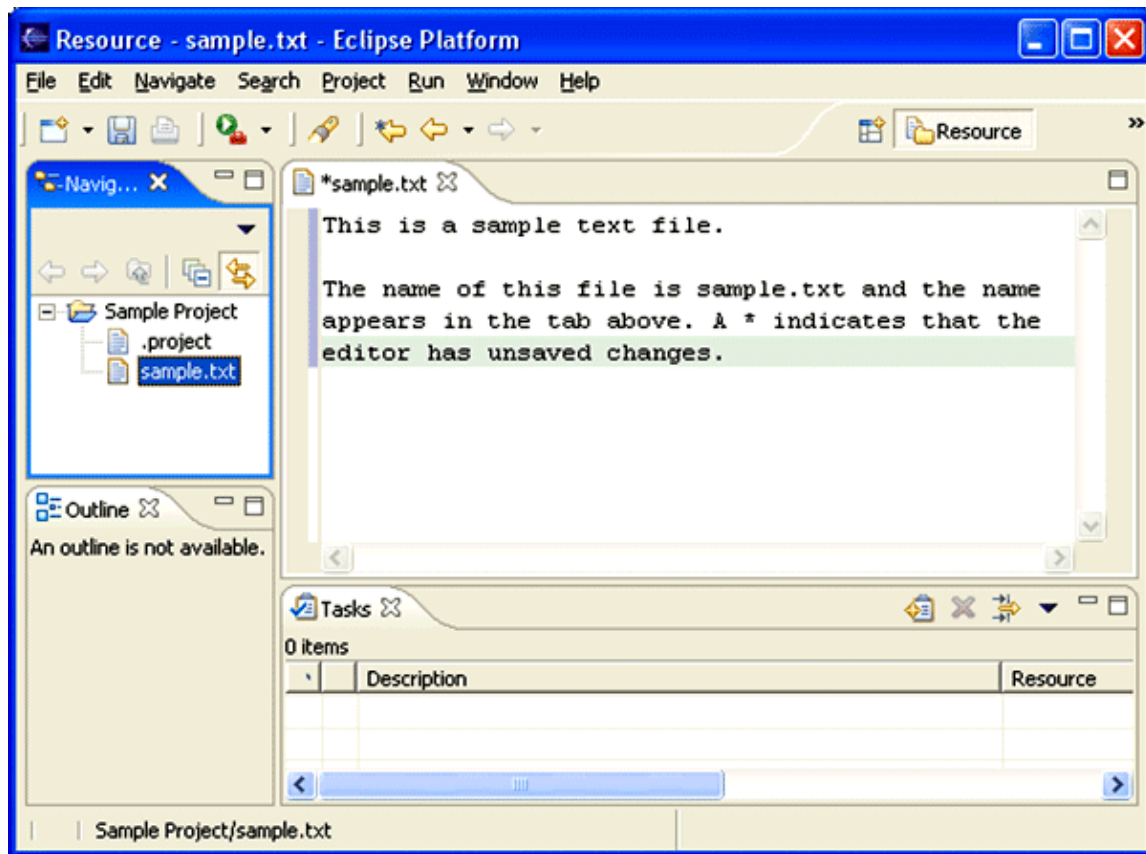 Resource - sample.txt - Eclipse Platform
File Edit Navigate Search Project Run Window Help
Resource »
Navig...
*sample.txt
This is a sample text file.
The name of this file is sample.txt and the name
appears in the tab above. A * indicates that the
editor has unsaved changes.
Sample Project
.project
sample.txt
Outline
An outline is not available.
Tasks
0 items
Description Resource
Sample Project/sample.txt